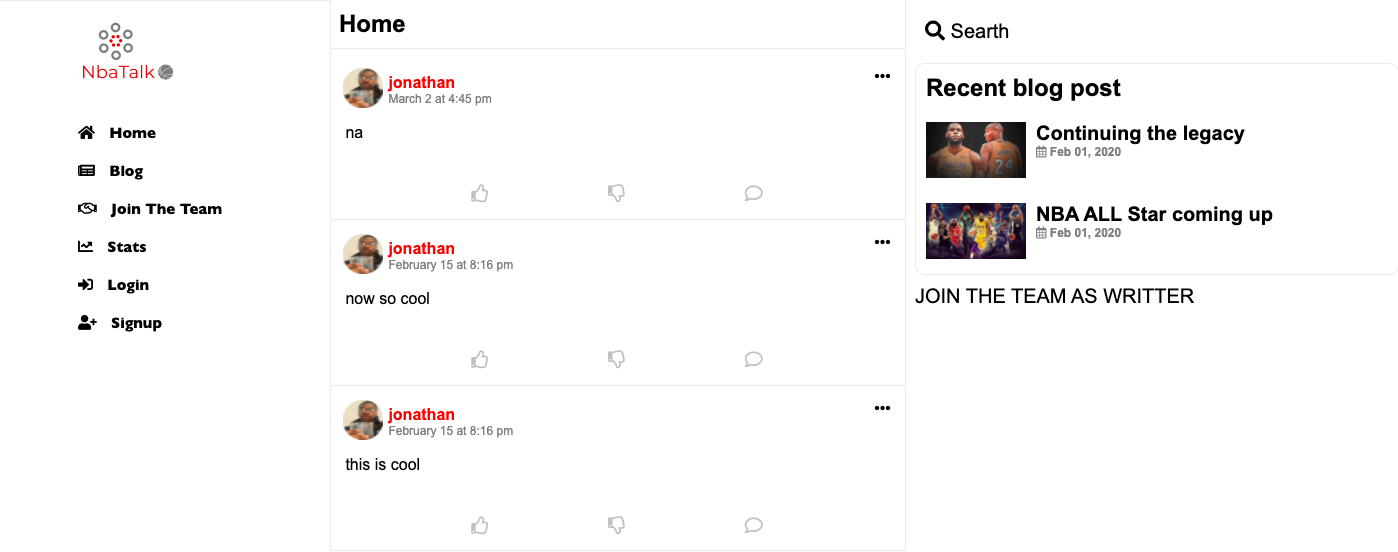 NbaTalk
Home
Blog
Join The Team
Stats
Login
Signup
Home
jonathan
March 2 at 4:45 pm
na
jonathan
February 15 at 8:16 pm
now so cool
jonathan
February 15 at 8:16 pm
this is cool
Searth
Recent blog post
Continuing the legacy
Feb 01, 2020
24
NBA ALL Star coming up
Feb 01, 2020
JOIN THE TEAM AS WRITTER